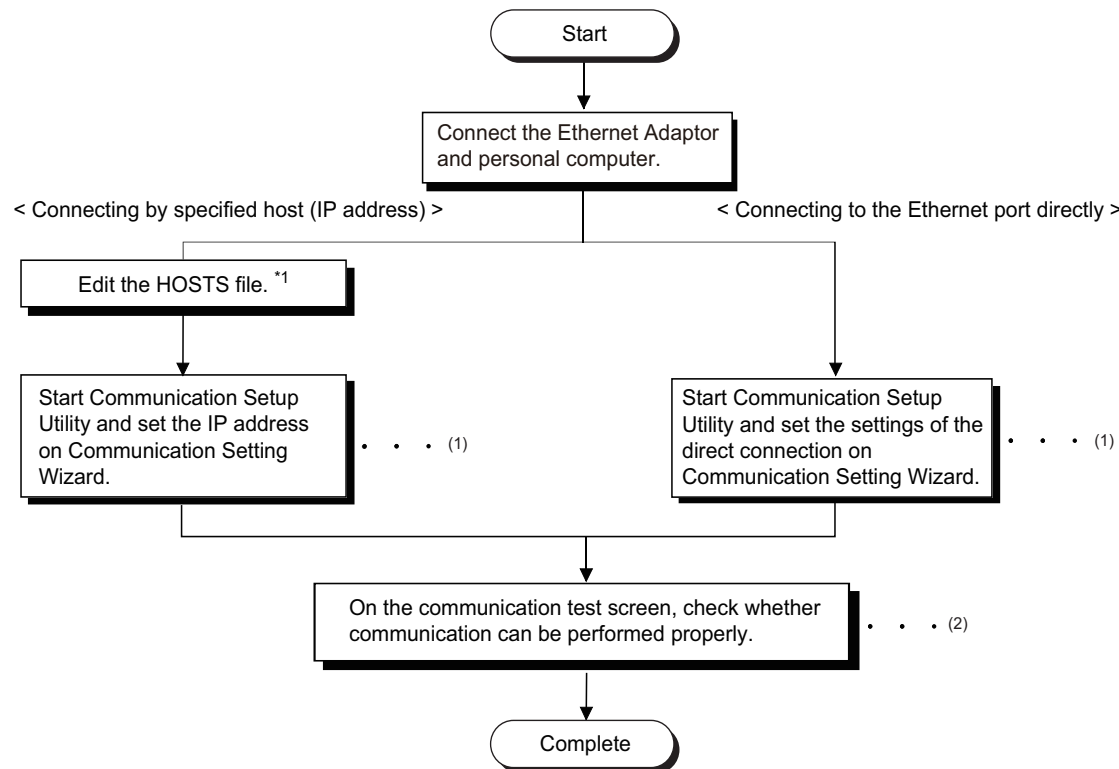 Start
Connect the Ethernet Adaptor
and personal computer.
< Connecting by specified host (IP address) >
< Connecting to the Ethernet port directly >
Edit the HOSTS file. *1
Start Communication Setup
Utility and set the IP address
on Communication Setting
Wizard.
(1)
Start Communication Setup
Utility and set the settings of the
direct connection on
Communication Setting Wizard.
(1)
On the communication test screen, check whether
communication can be performed properly.
(2)
Complete